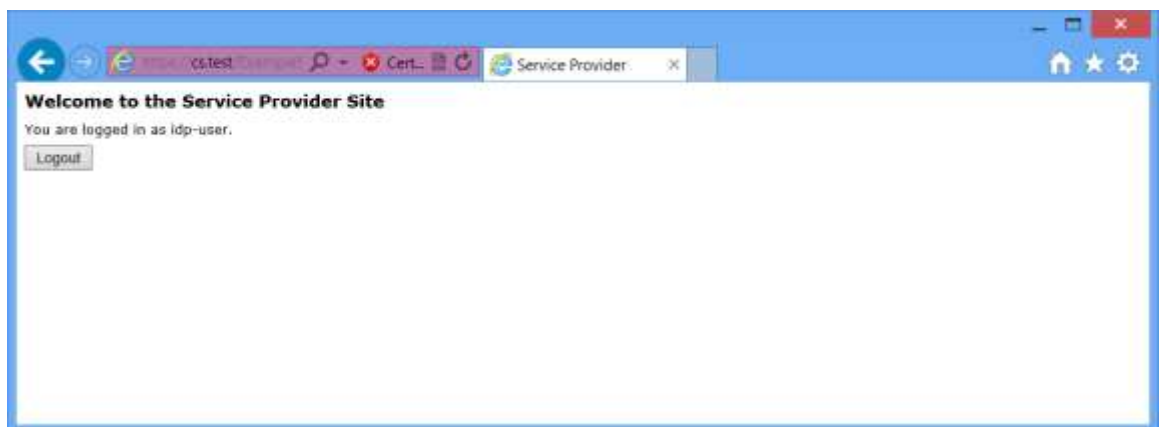 cs.test
Cert...
Service Provider
Welcome to the Service Provider Site
You are logged in as idp-user.
Logout